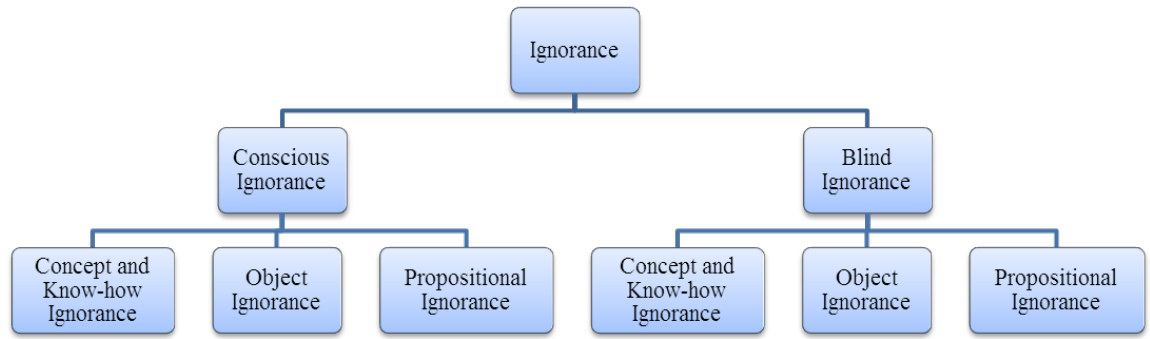 Ignorance
Conscious
Ignorance
Blind
Ignorance
Concept and
Know-how
Ignorance
Object
Ignorance
Propositional
Ignorance
Concept and
Know-how
Ignorance
Object
Ignorance
Propositional
Ignorance